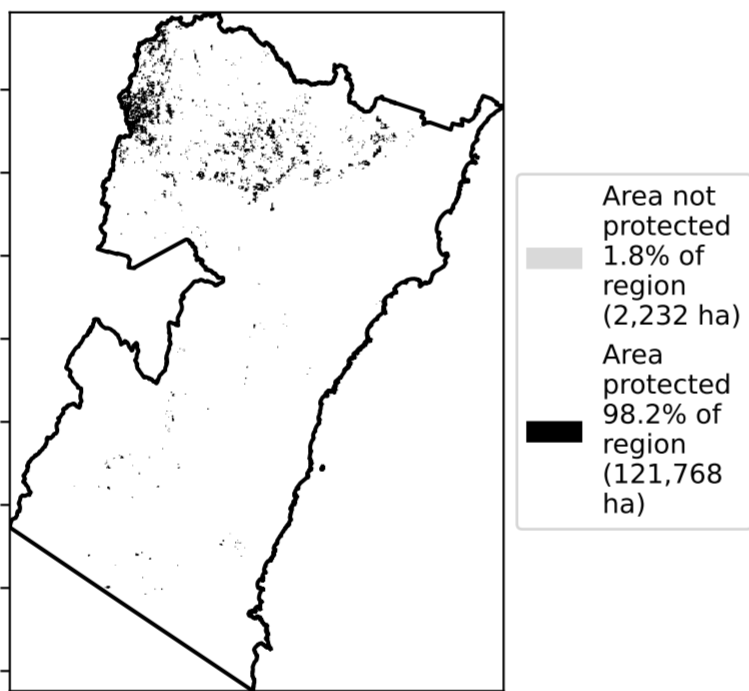 Area not
protected
1.8% of
region
(2,232 ha)
Area
protected
98.2% of
region
(121,768
ha)